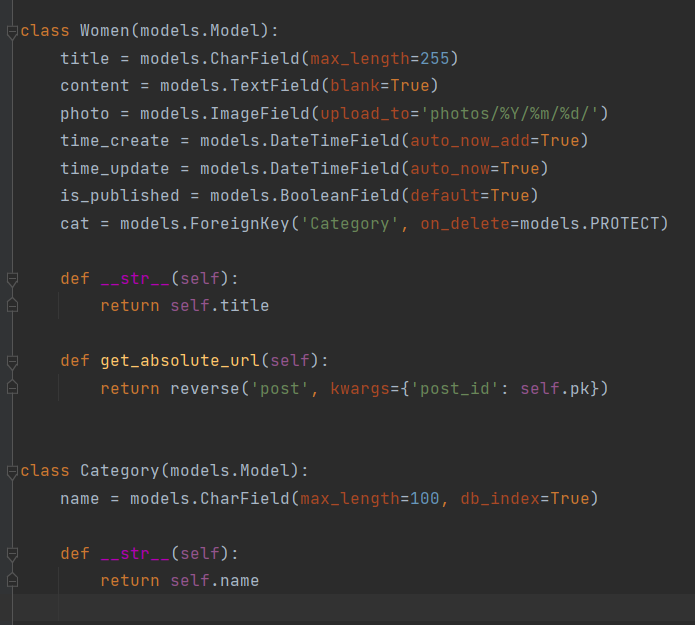 class Women(models.Model):
    title = models.CharField(max_length=255)
    content = models.TextField(blank=True)
    photo = models.ImageField(upload_to='photos/%Y/%m/%d/')
    time_create = models.DateTimeField(auto_now_add=True)
    time_update = models.DateTimeField(auto_now=True)
    is_published = models.BooleanField(default=True)
    cat = models.ForeignKey('Category', on_delete=models.PROTECT)
    def __str__(self):
        return self.title
    def get_absolute_url(self):
        return reverse('post', kwargs={'post_id': self.pk})
class Category(models.Model):
    name = models.CharField(max_length=100, db_index=True)
    def __str__(self):
        return self.name